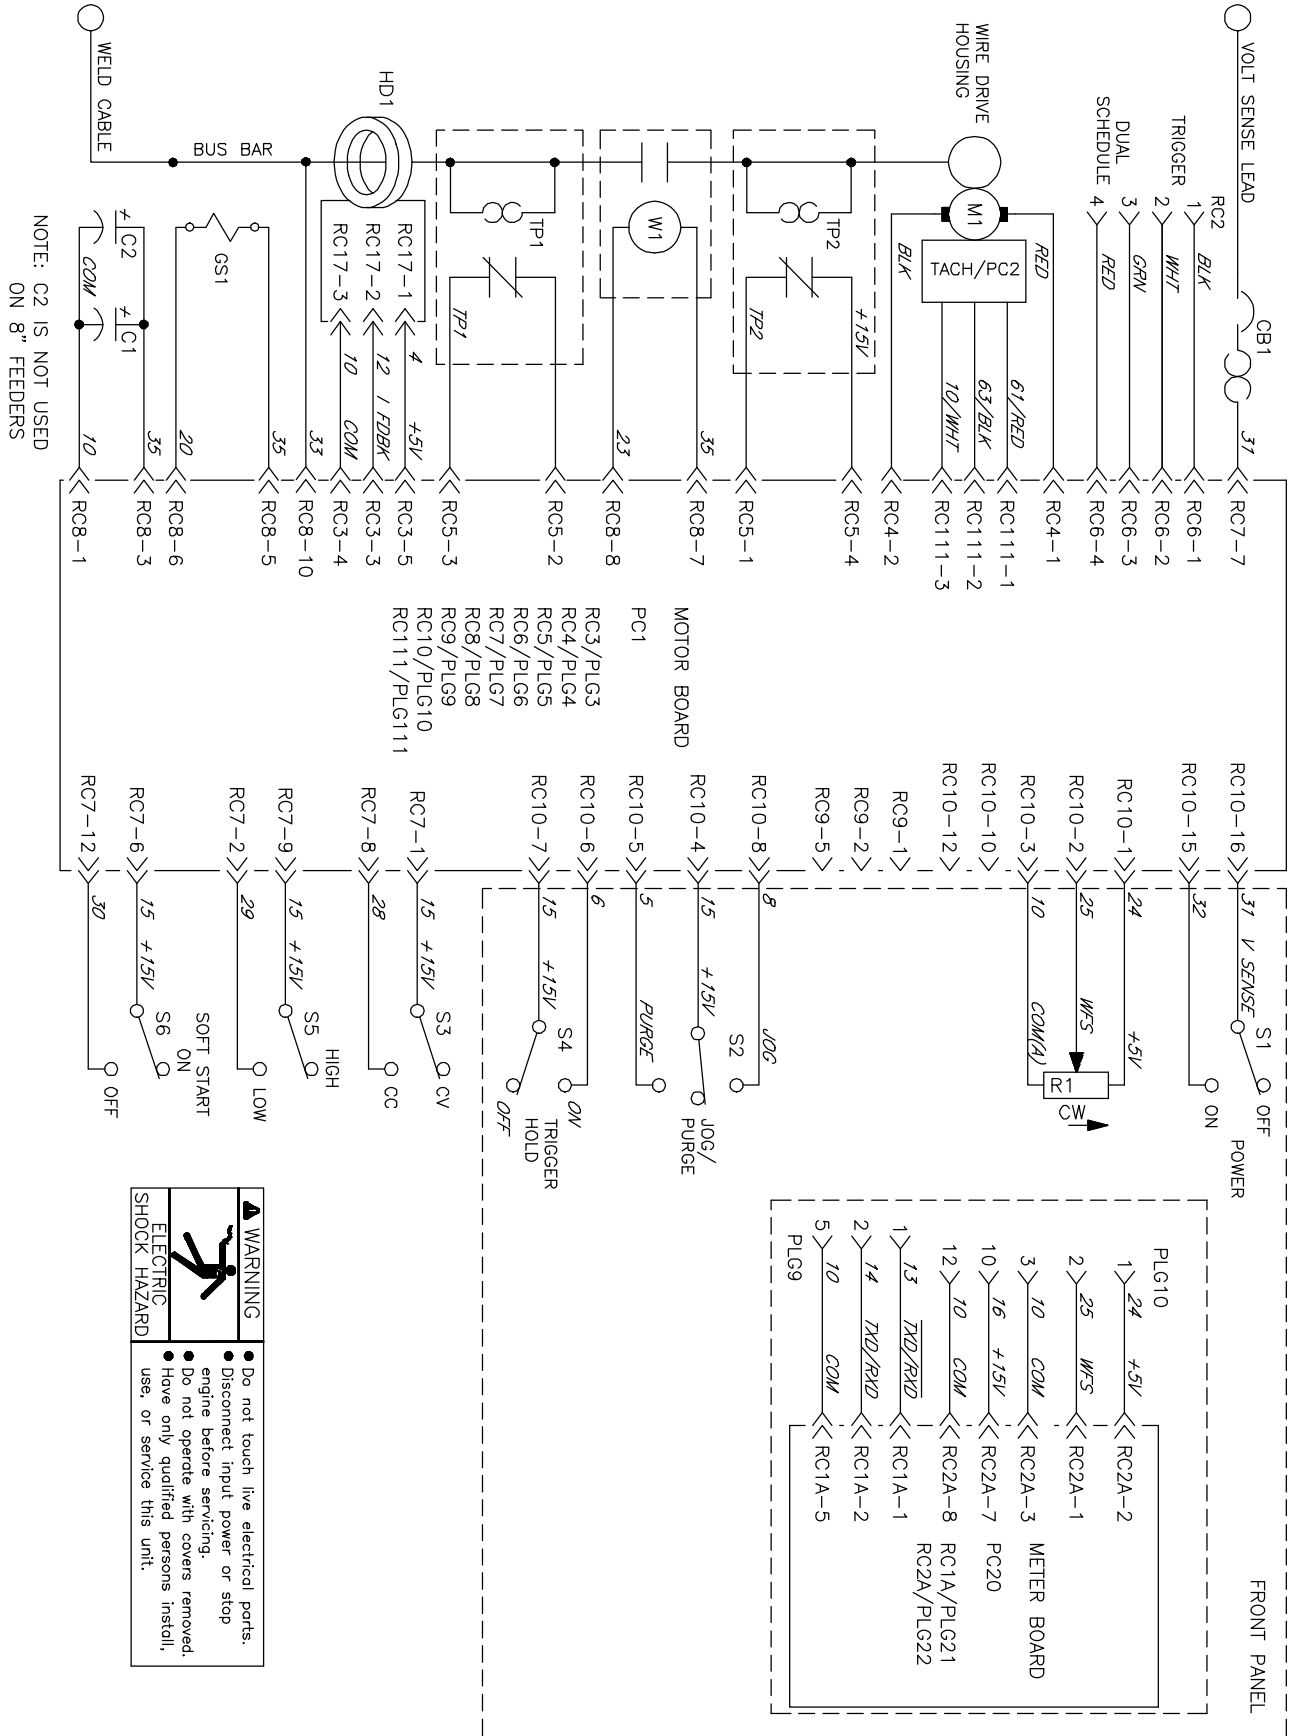 VOLT SENSE LEAD
CB1
31
RC7-7
RC2
TRIGGER
1
BLK
RC6-1
2
WHT
RC6-2
DUAL
SCHEDULE
3
GRN
RC6-3
4
RED
RC6-4
WIRE DRIVE
HOUSING
M1
RED
RC4-1
TACH/PC2
61/RED
RC111-1
63/BLK
RC111-2
10/WHT
RC111-3
BLK
RC4-2
TP2
+15V
RC5-4
TP2
RC5-1
W1
35
RC8-7
23
RC8-8
TP1
RC5-2
TP1
RC5-3
HD1
RC17-1
4
+5V
RC3-5
RC17-2
12
I FDBK
RC3-3
RC17-3
10
COM
RC3-4
BUS BAR
33
RC8-10
WELD CABLE
GS1
35
RC8-5
20
RC8-6
+
C2
+
C1
35
RC8-3
COM
10
RC8-1
NOTE: C2 IS NOT USED
ON 8" FEEDERS
MOTOR BOARD
PC1
RC3/PLG3
RC4/PLG4
RC5/PLG5
RC6/PLG6
RC7/PLG7
RC8/PLG8
RC9/PLG9
RC10/PLG10
RC111/PLG111
RC10-16
31
V SENSE
S1
OFF
POWER
RC10-15
32
ON
RC10-1
24
+5V
RC10-2
25
WFS
R1
CW
RC10-3
10
COM(A)
RC10-10
RC10-12
RC9-1
RC9-2
RC9-5
RC10-8
8
JOG
S2
RC10-4
15
+15V
JOG/
PURGE
RC10-5
5
PURGE
RC10-6
6
ON
S4
TRIGGER
HOLD
RC10-7
15
+15V
OFF
RC7-1
15
+15V
S3
CV
RC7-8
28
CC
RC7-9
15
+15V
S5
HIGH
RC7-2
29
LOW
SOFT START
ON
RC7-6
15
+15V
S6
RC7-12
30
OFF
FRONT PANEL
PLG10
1
24
+5V
RC2A-2
2
25
WFS
RC2A-1
3
10
COM
RC2A-3
10
16
+15V
RC2A-7
12
10
COM
RC2A-8
1
13
TXD/RXD
RC1A-1
2
14
TXD/RXD
RC1A-2
5
10
COM
RC1A-5
PLG9
METER BOARD
PC20
RC1A/PLG21
RC2A/PLG22
WARNING
ELECTRIC
SHOCK HAZARD
● Do not touch live electrical parts.
● Disconnect input power or stop
engine before servicing.
● Do not operate with covers removed.
● Have only qualified persons install,
use, or service this unit.